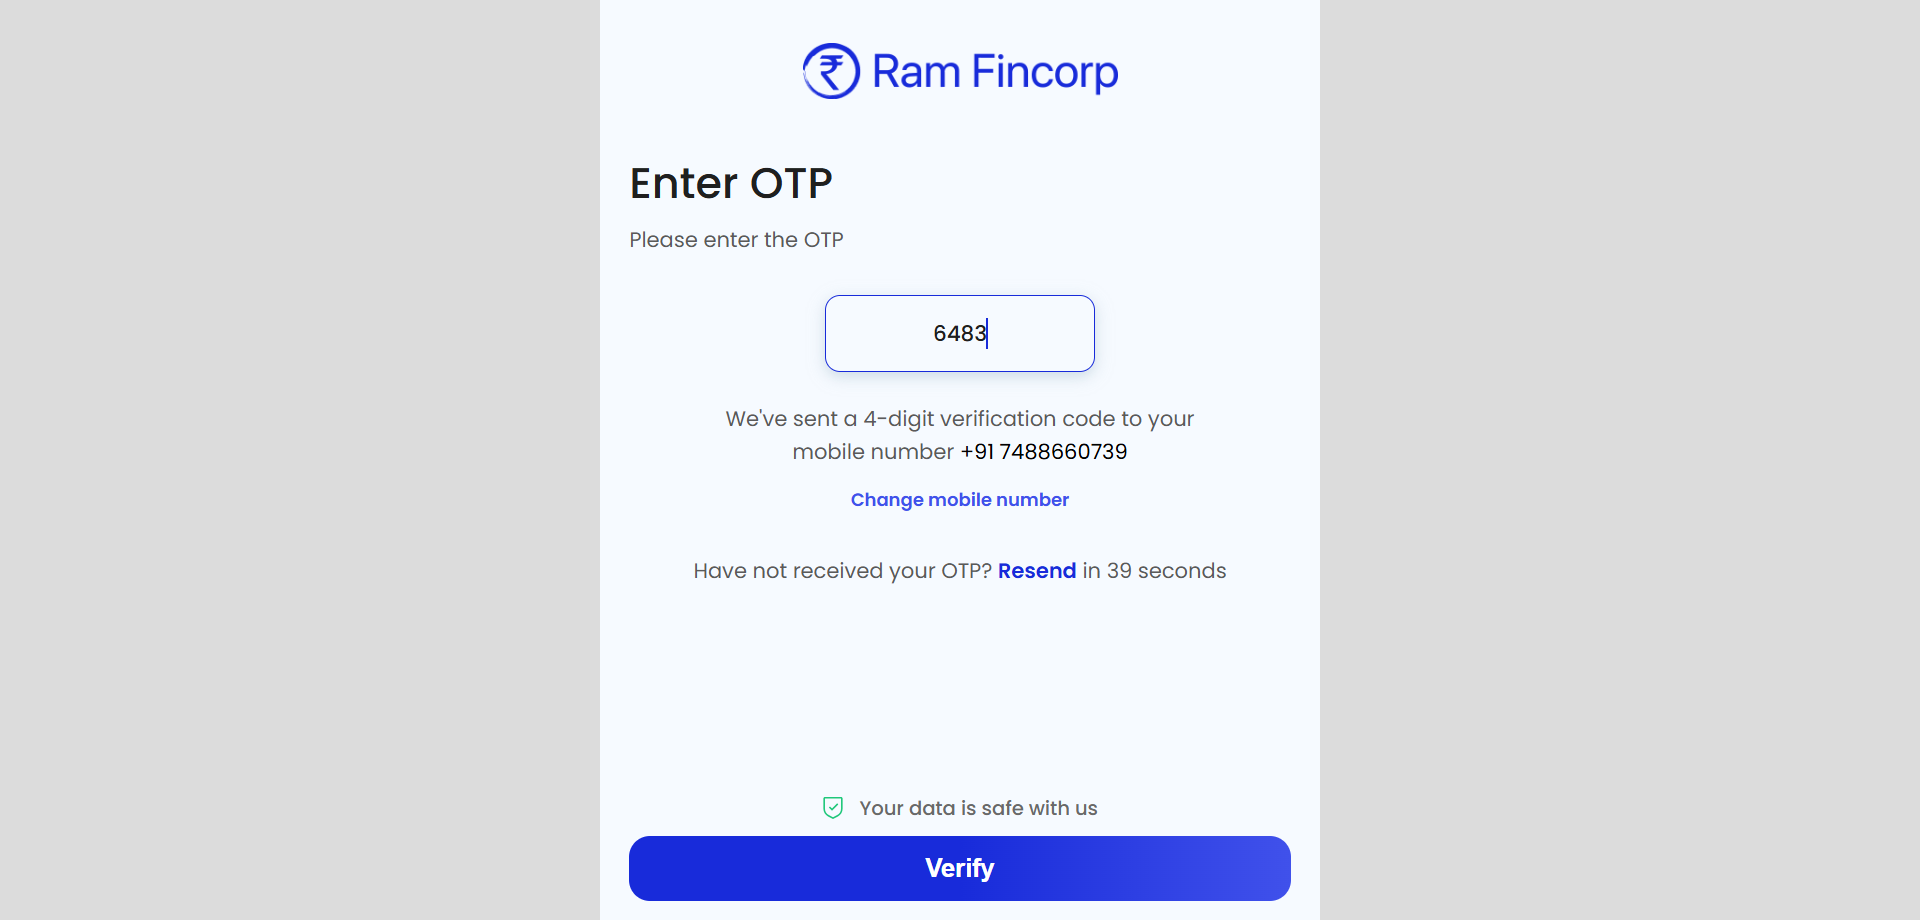 Ram Fincorp
Enter OTP
Please enter the OTP
6483
We've sent a 4-digit verification code to your
mobile number +91 7488660739
Change mobile number
Have not received your OTP? Resend in 39 seconds
Your data is safe with us
Verify